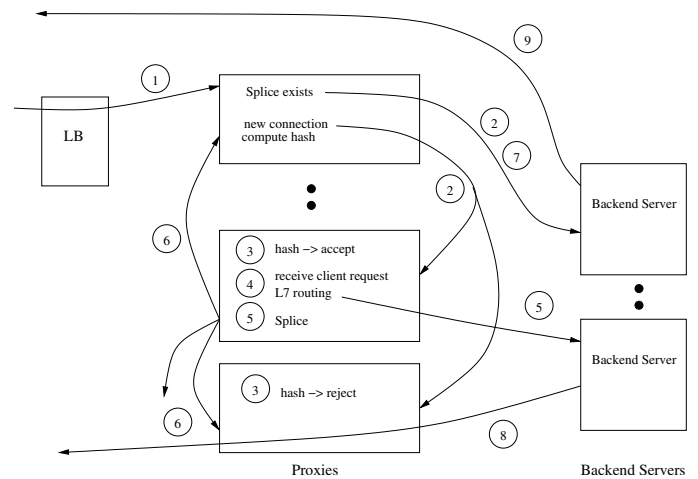 9
1
LB
Splice exists
new connection
compute hash
2
7
2
Backend Server
6
3 hash -> accept
4 receive client request
L7 routing
5 Splice
5
Backend Server
3 hash -> reject
6
8
Proxies
Backend Servers